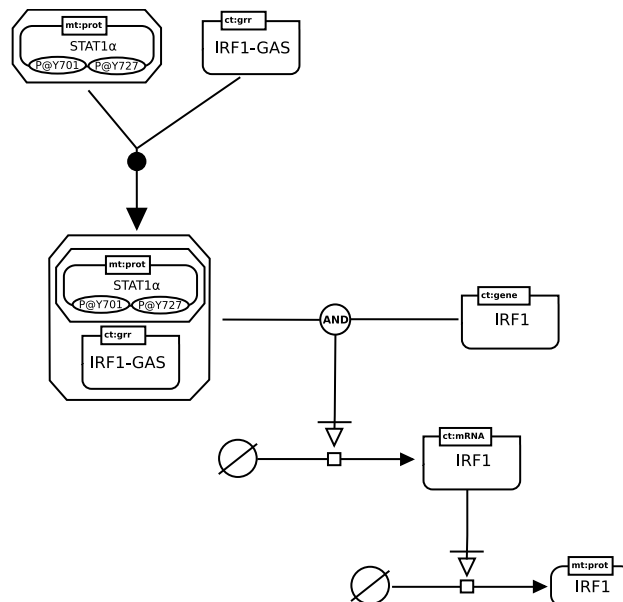 mt:prot
STAT1α
P@Y701 P@Y727
ct:grr
IRF1-GAS
mt:prot
STAT1α
P@Y701 P@Y727
ct:grr
IRF1-GAS
AND
ct:gene
IRF1
ct:mRNA
IRF1
mt:prot
IRF1